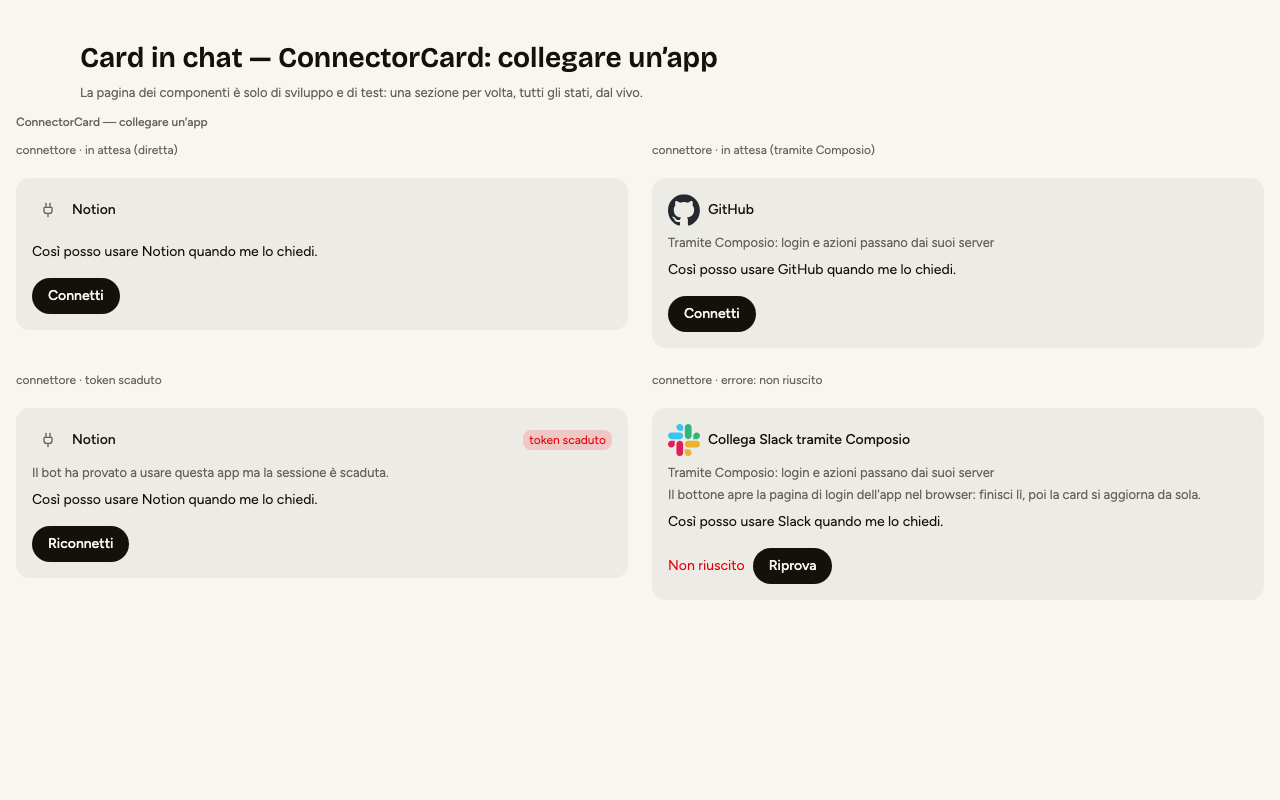 Card in chat — ConnectorCard: collegare un’app
La pagina dei componenti è solo di sviluppo e di test: una sezione per volta, tutti gli stati, dal vivo.
ConnectorCard — collegare un’app
connettore · in attesa (diretta)
Notion
Così posso usare Notion quando me lo chiedi.
Connetti
connettore · in attesa (tramite Composio)
GitHub
Tramite Composio: login e azioni passano dai suoi server
Così posso usare GitHub quando me lo chiedi.
Connetti
connettore · token scaduto
Notion
token scaduto
Il bot ha provato a usare questa app ma la sessione è scaduta.
Così posso usare Notion quando me lo chiedi.
Riconnetti
connettore · errore: non riuscito
Collega Slack tramite Composio
Tramite Composio: login e azioni passano dai suoi server
Il bottone apre la pagina di login dell'app nel browser: finisci lì, poi la card si aggiorna da sola.
Così posso usare Slack quando me lo chiedi.
Non riuscito
Riprova